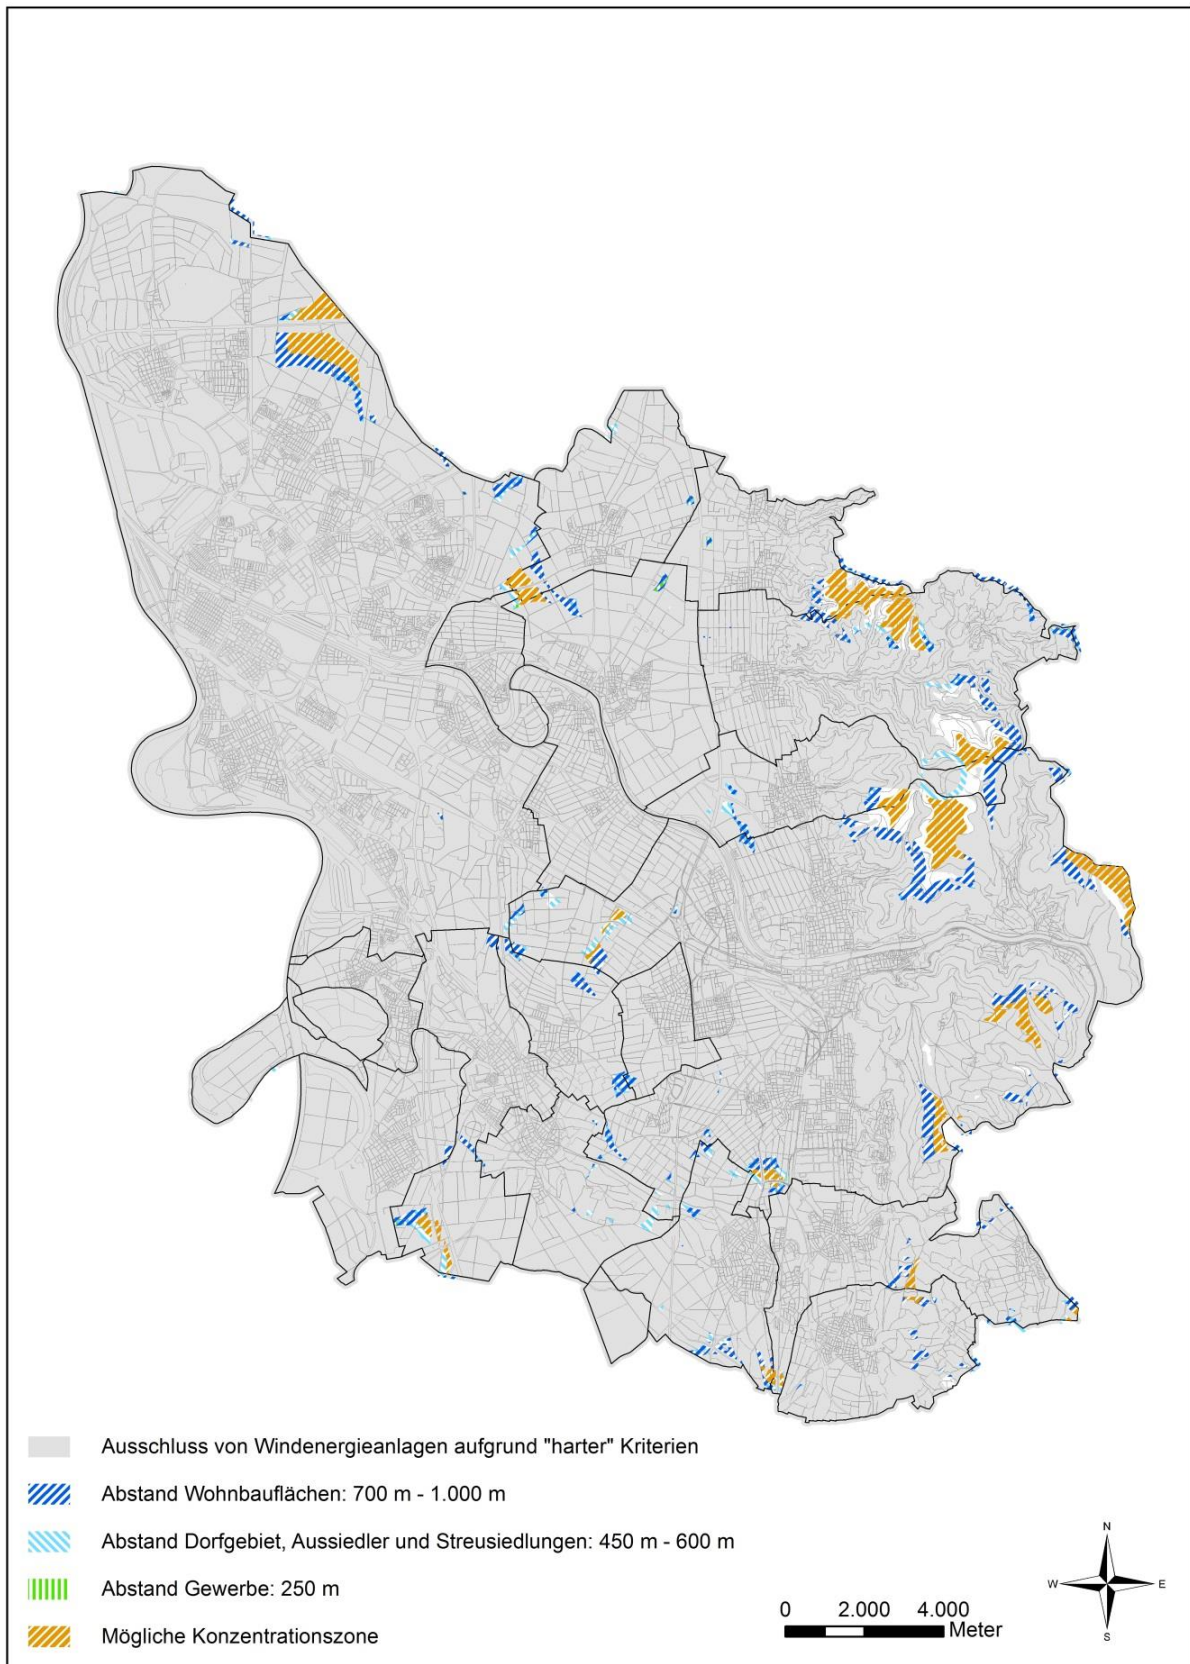 Ausschluss von Windenergieanlagen aufgrund "harter" Kriterien
Abstand Wohnbauflächen: 700 m - 1.000 m
Abstand Dorfgebiet, Aussiedler und Streusiedlungen: 450 m - 600 m
Abstand Gewerbe: 250 m
Mögliche Konzentrationszone
0 2.000 4.000
Meter
N
W E
S